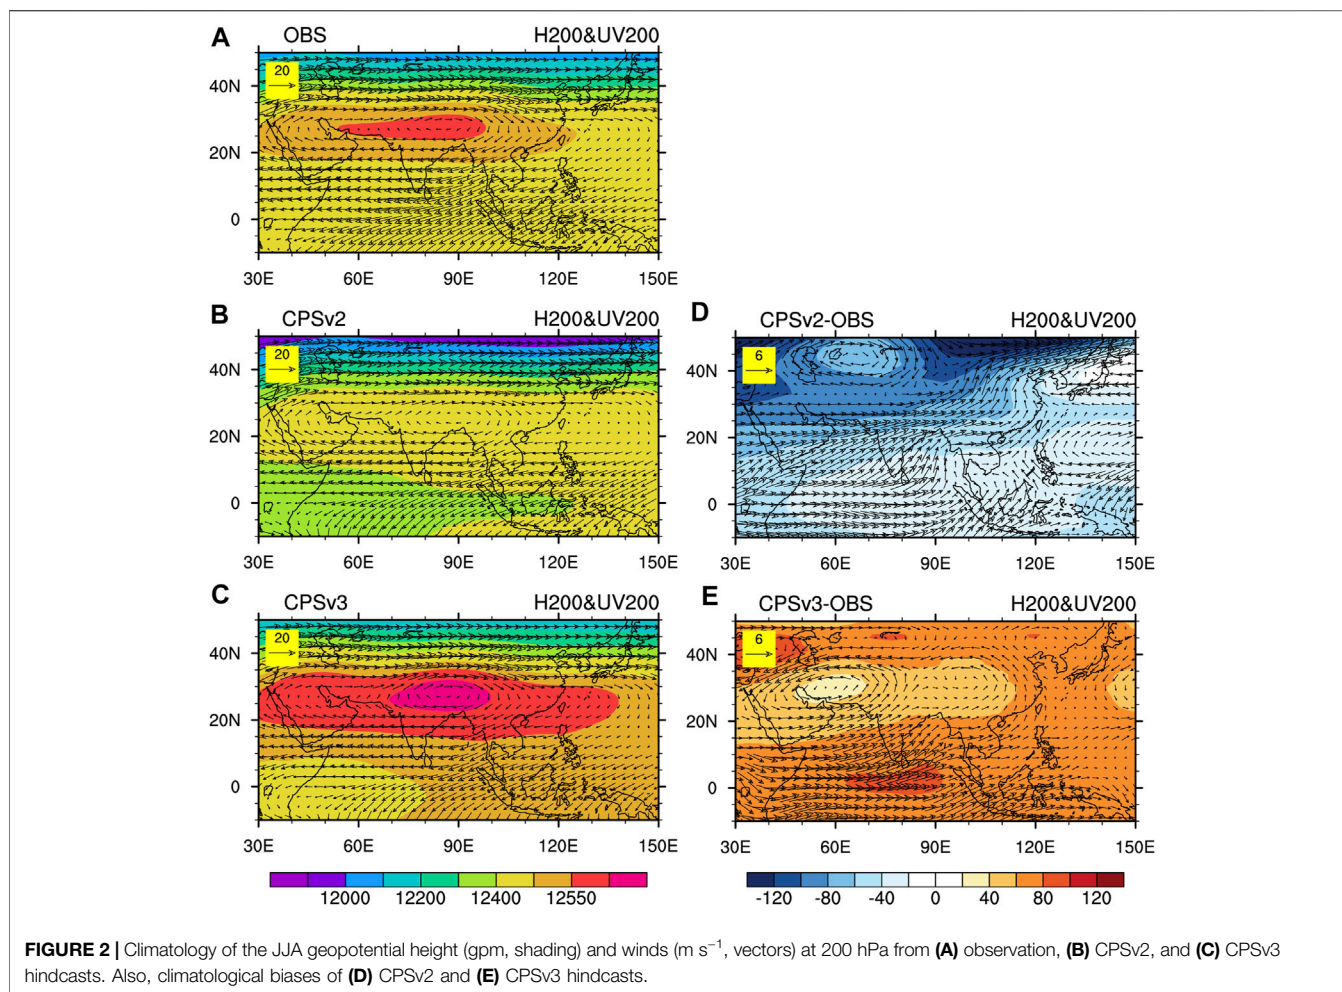 A OBS H200&UV200
20
40N
20N
0
30E 60E 90E 120E 150E
B CPSv2 H200&UV200
20
40N
20N
0
30E 60E 90E 120E 150E
D CPSv2-OBS H200&UV200
6
40N
20N
0
30E 60E 90E 120E 150E
C CPSv3 H200&UV200
20
40N
20N
0
30E 60E 90E 120E 150E
E CPSv3-OBS H200&UV200
6
40N
20N
0
30E 60E 90E 120E 150E
12000 12200 12400 12550
-120 -80 -40 0 40 80 120
FIGURE 2 | Climatology of the JJA geopotential height (gpm, shading) and winds (m s⁻¹, vectors) at 200 hPa from (A) observation, (B) CPSv2, and (C) CPSv3
hindcasts. Also, climatological biases of (D) CPSv2 and (E) CPSv3 hindcasts.